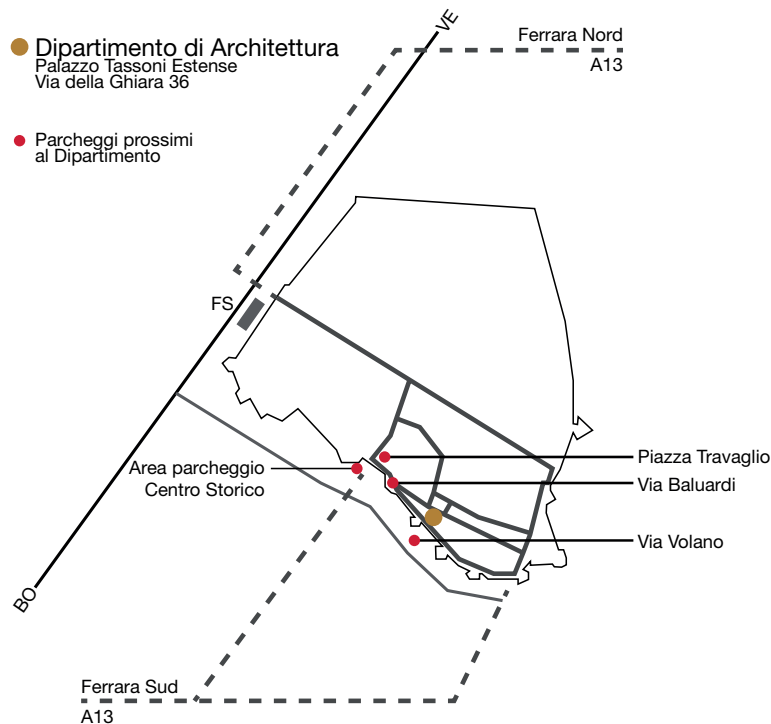 Dipartimento di Architettura
Palazzo Tassoni Estense
Via della Ghiara 36
Parcheggi prossimi
al Dipartimento
VE
Ferrara Nord
A13
FS
Area parcheggio
Centro Storico
Piazza Travaglio
Via Baluardi
Via Volano
BO
Ferrara Sud
A13